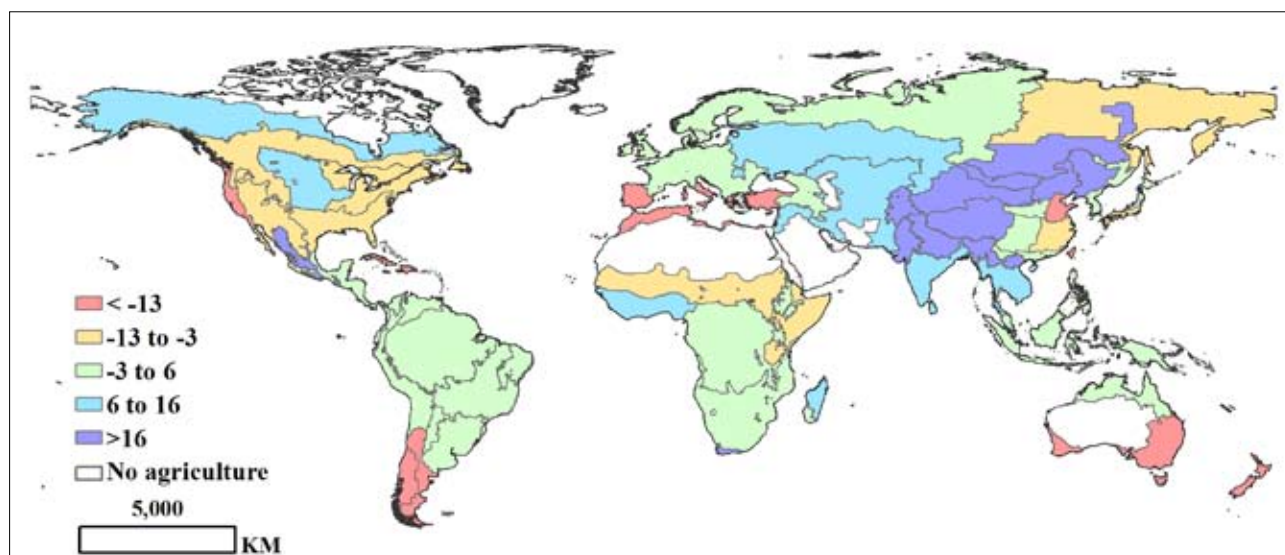 < -13
-13 to -3
-3 to 6
6 to 16
>16
No agriculture
5,000
KM